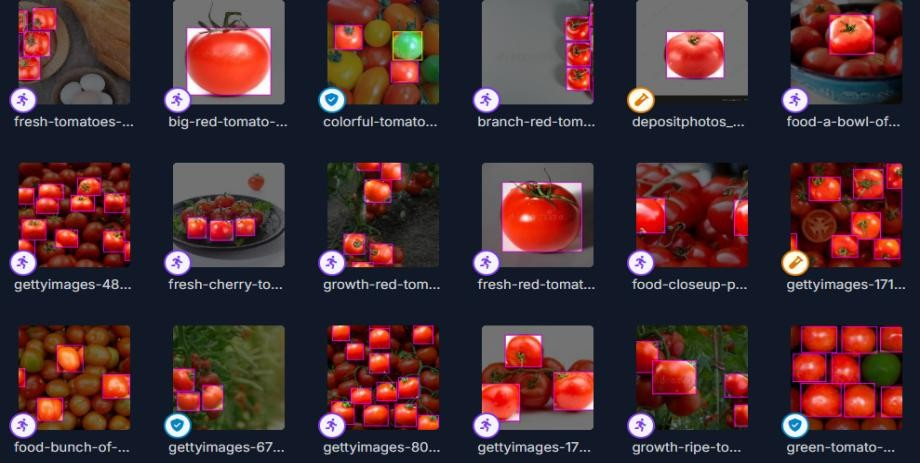 fresh-tomatoes-...
big-red-tomato-...
colorful-tomato...
branch-red-tom...
depositphotos_...
food-a-bowl-of...
gettyimages-48...
fresh-cherry-to...
growth-red-tom...
fresh-red-tomat...
food-closeup-p...
gettyimages-171...
food-bunch-of-...
gettyimages-67...
gettyimages-80...
gettyimages-17...
growth-ripe-to...
green-tomato-...